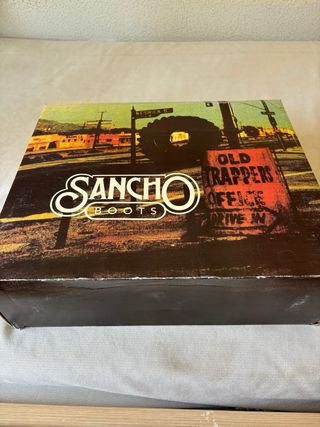 SANCHO
BOOTS
OLD
TRAPPERS
OFFICE
DRIVE IN